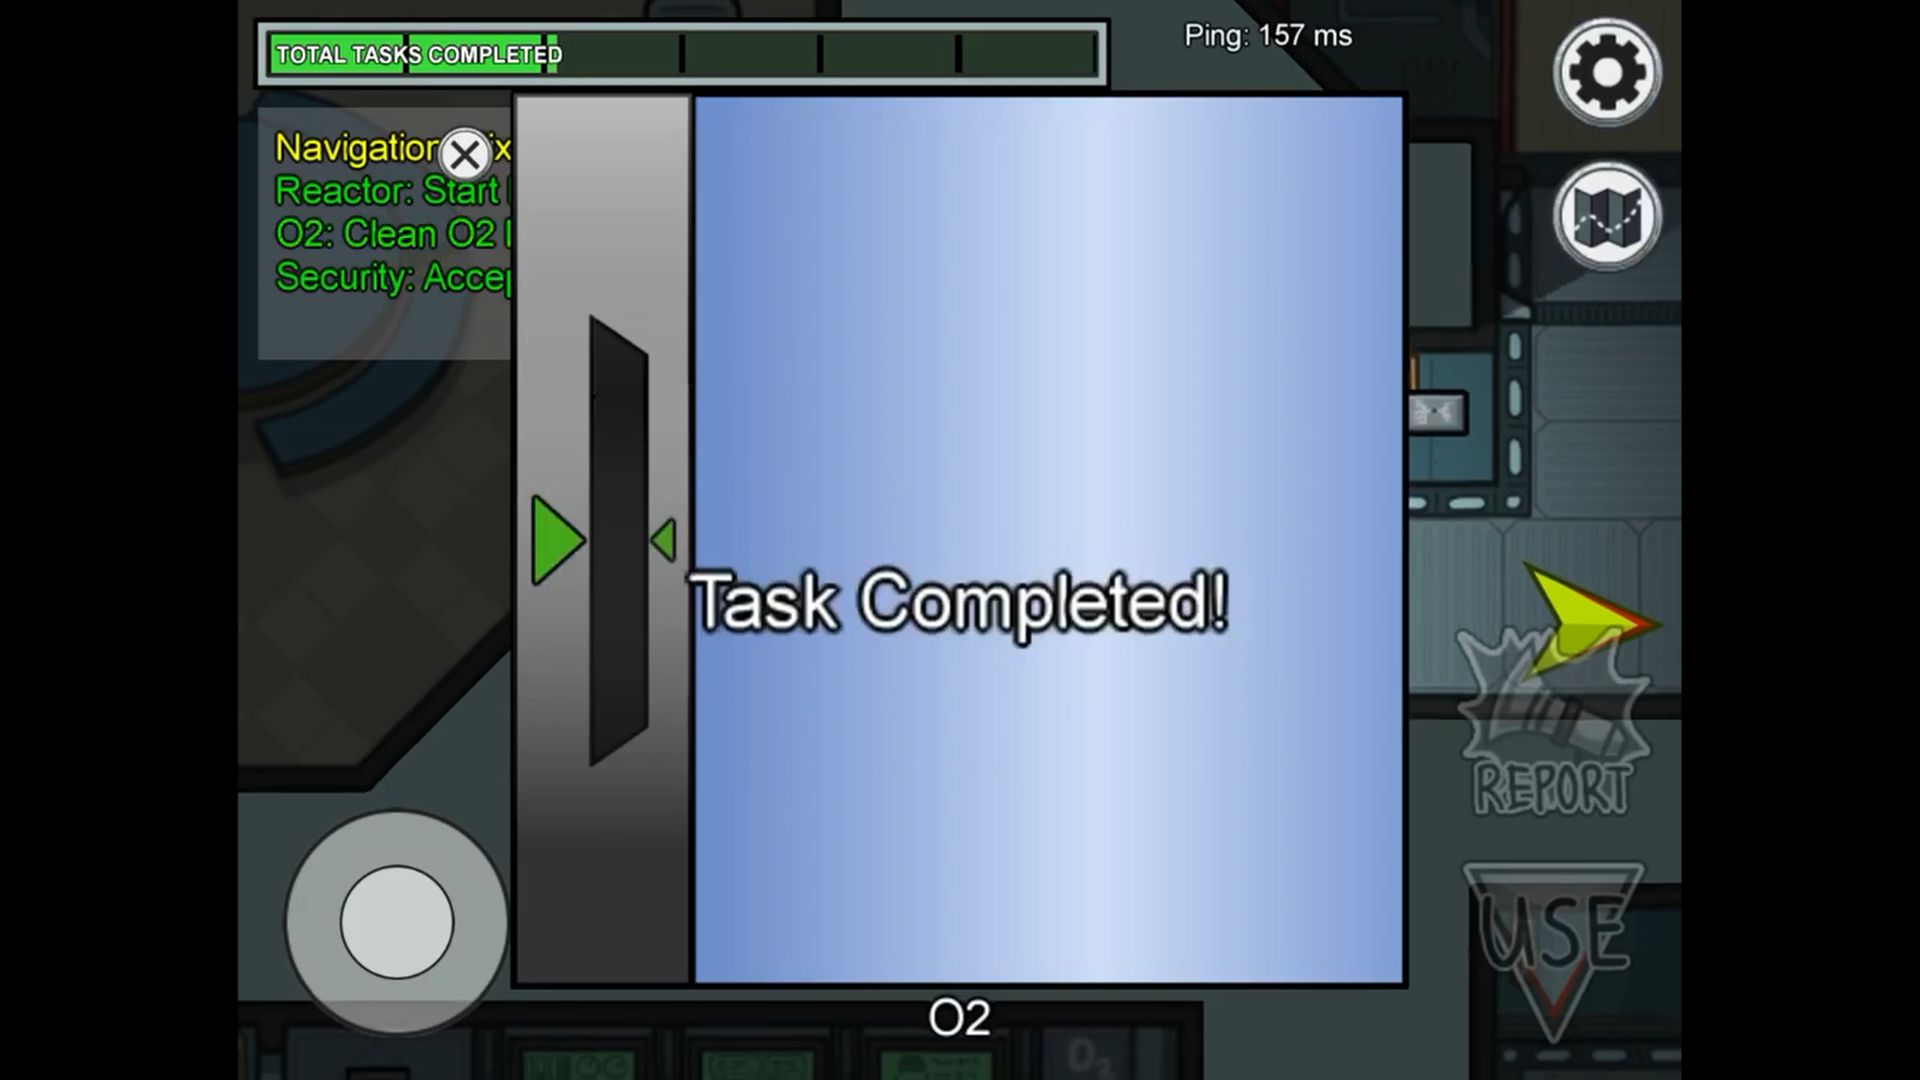 TOTAL TASKS COMPLETED
Ping: 157 ms
Navigation
Reactor: Start
O2: Clean O2
Security: Accep
Task Completed!
REPORT
USE
O2
O2